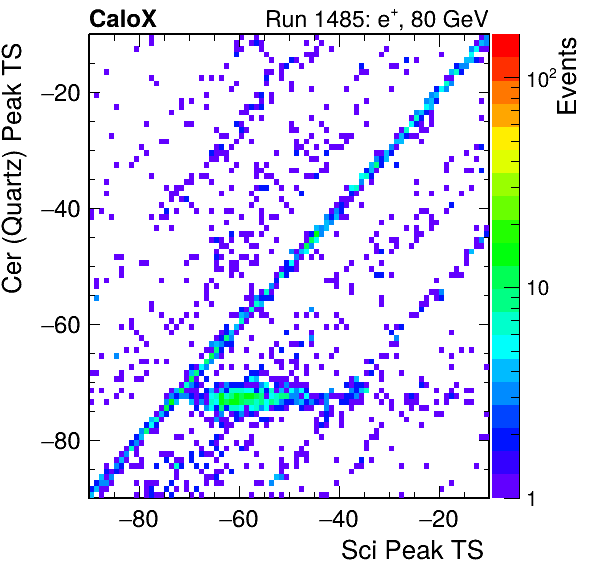 CaloX Run 1485: e⁺, 80 GeV
Cer (Quartz) Peak TS
−20
−40
−60
−80
−80 −60 −40 −20
Sci Peak TS
Events
10²
10
1